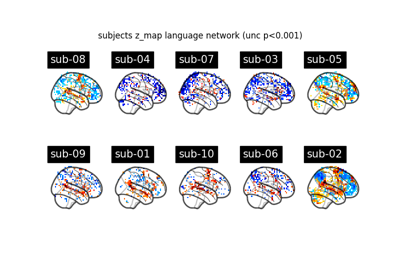 subjects z_map language network (unc p<0.001)
sub-08 sub-04 sub-07 sub-03 sub-05
sub-09 sub-01 sub-10 sub-06 sub-02